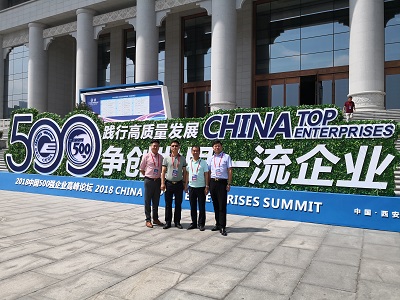 500
500
践行高质量发展
CHINA TOP
ENTERPRISES
争创 一流企业
2018中国500强企业高峰论坛 2018 CHINA
ENTERPRISES SUMMIT
中国·西安